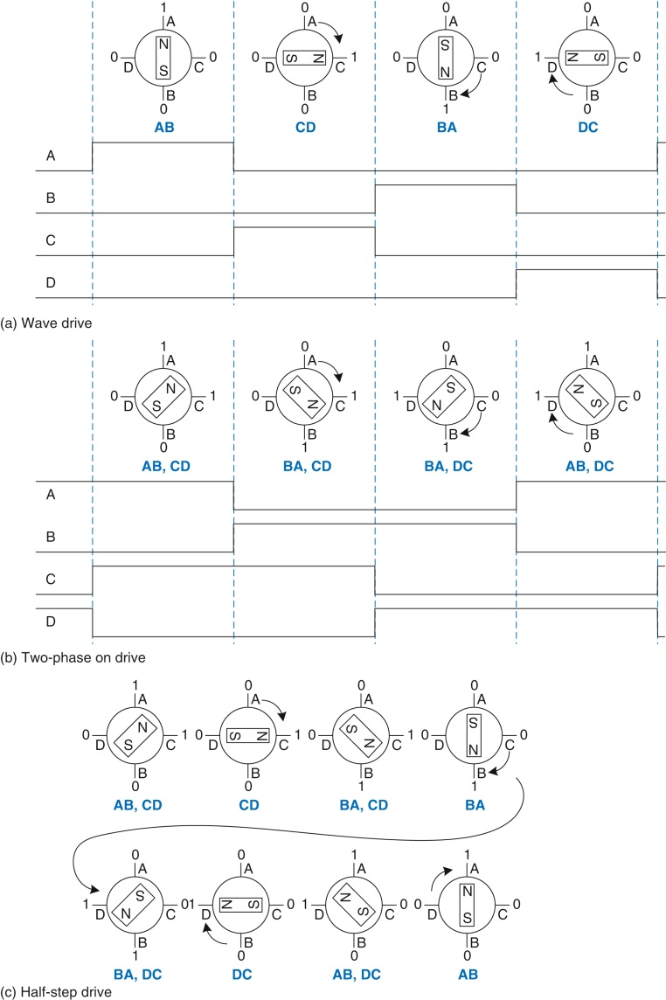 1 0 0 0
A A A A
N S
0 D C 0 0 D S N C 1 0 D C 0 1 D N S C 0
S N
B B B B
0 0 1 0
AB CD BA DC
A
B
C
D
(a) Wave drive
1 0 0 1
A A A A
N S S N
0 D C 1 0 D C 1 1 D C 0 1 D C 0
S N N S
B B B B
0 1 1 0
AB, CD BA, CD BA, DC AB, DC
A
B
C
D
(b) Two-phase on drive
1 0 0 0
A A A A
N S S
0 D C 1 0 D S N C 1 0 D C 1 0 D C 0
S N N
B B B B
0 0 1 1
AB, CD CD BA, CD BA
0 0 1 1
A A A A
S N N
1 D C 0 1 D N S C 0 1 D C 0 0 D C 0
N S S
B B B B
1 0 0 0
BA, DC DC AB, DC AB
(c) Half-step drive